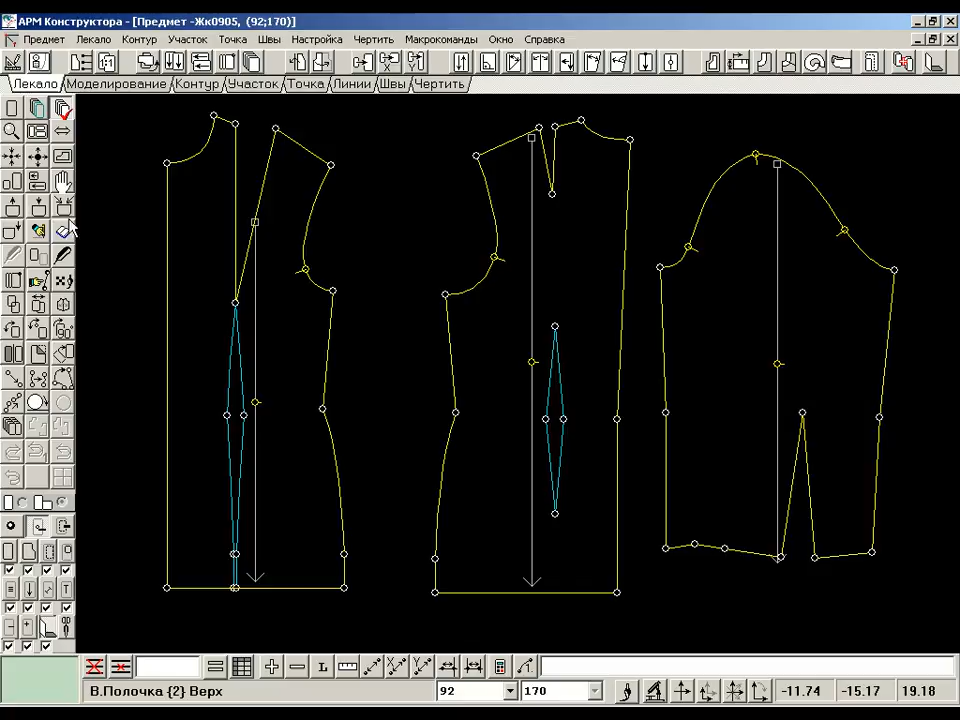 АРМ Конструктора - [Предмет -Жк0905, (92;170)]
Предмет Лекало Контур Участок Точка Швы Настройка Чертить Макрокоманды Окно Справка
Лекало Моделирование Контур Участок Точка Линии Швы Чертить
В.Полочка {2} Верх
92
170
-11.74
-15.17
19.18